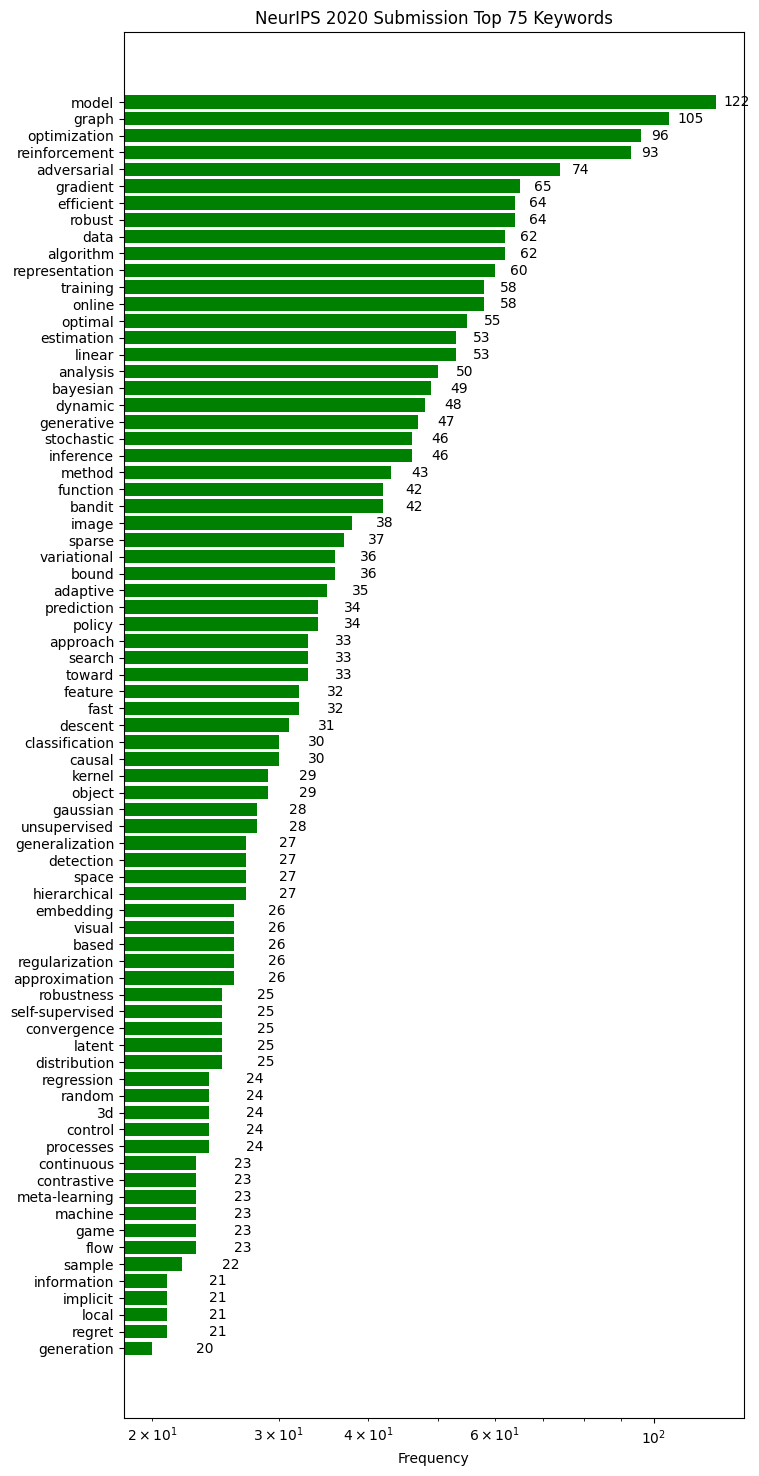 NeurIPS 2020 Submission Top 75 Keywords
model 122
graph 105
optimization 96
reinforcement 93
adversarial 74
gradient 65
efficient 64
robust 64
data 62
algorithm 62
representation 60
training 58
online 58
optimal 55
estimation 53
linear 53
analysis 50
bayesian 49
dynamic 48
generative 47
stochastic 46
inference 46
method 43
function 42
bandit 42
image 38
sparse 37
variational 36
bound 36
adaptive 35
prediction 34
policy 34
approach 33
search 33
toward 33
feature 32
fast 32
descent 31
classification 30
causal 30
kernel 29
object 29
gaussian 28
unsupervised 28
generalization 27
detection 27
space 27
hierarchical 27
embedding 26
visual 26
based 26
regularization 26
approximation 26
robustness 25
self-supervised 25
convergence 25
latent 25
distribution 25
regression 24
random 24
3d 24
control 24
processes 24
continuous 23
contrastive 23
meta-learning 23
machine 23
game 23
flow 23
sample 22
information 21
implicit 21
local 21
regret 21
generation 20
2 × 10¹ 3 × 10¹ 4 × 10¹ 6 × 10¹ 10²
Frequency